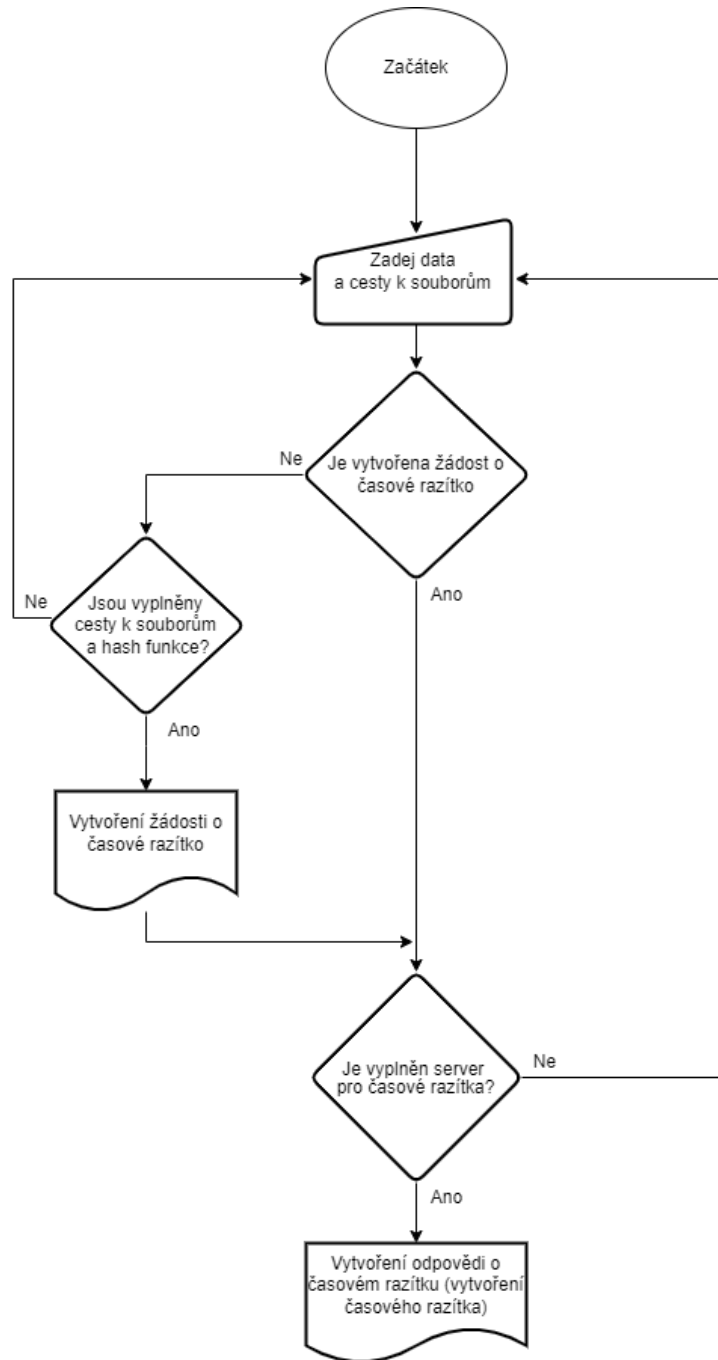 Začátek
Zadej data
a cesty k souborům
Ne
Je vytvořena žádost o
časové razítko
Ne
Jsou vyplněny
cesty k souborům
a hash funkce?
Ano
Ano
Vytvoření žádosti o
časové razítko
Je vyplněn server
pro časové razítka?
Ne
Ano
Vytvoření odpovědi o
časovém razítku (vytvoření
časového razítka)